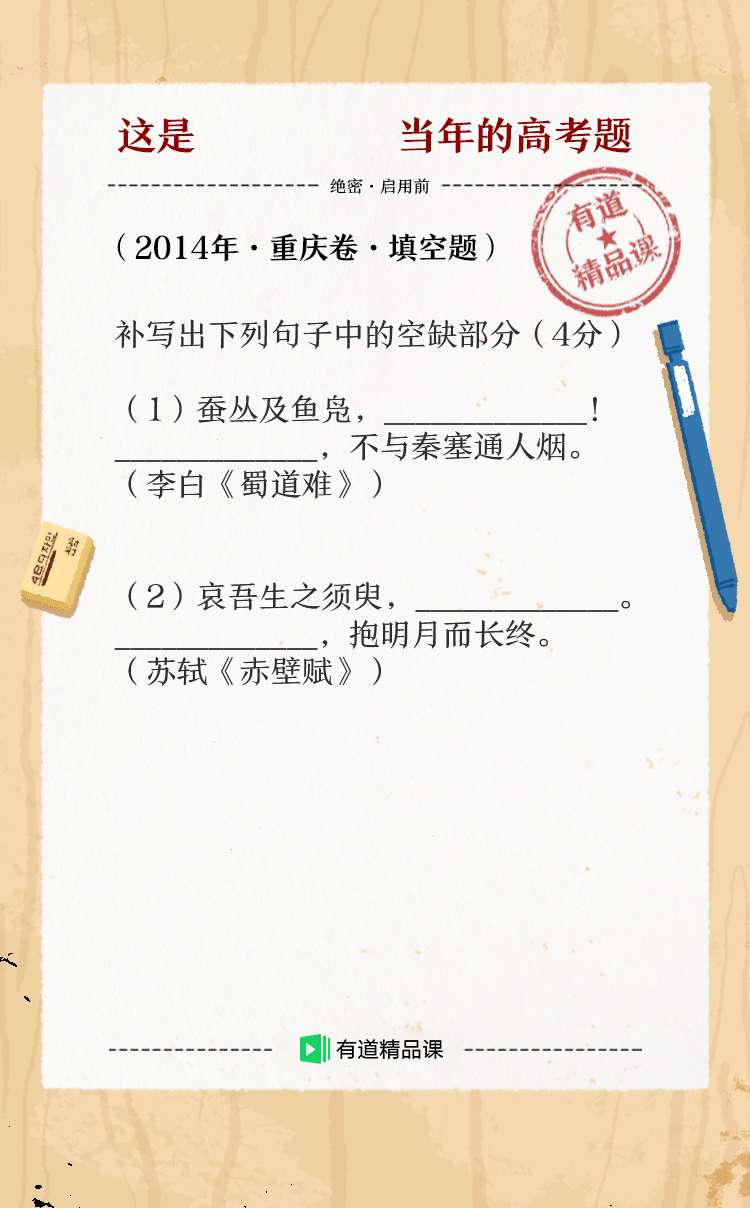 这是 当年的高考题
绝密·启用前
有道
精品课
（2014年·重庆卷·填空题）
补写出下列句子中的空缺部分（4分）
（1）蚕丛及鱼凫，_____________！
_____________，不与秦塞通人烟。
（李白《蜀道难》）
（2）哀吾生之须臾，_____________。
_____________，抱明月而长终。
（苏轼《赤壁赋》）
有道精品课